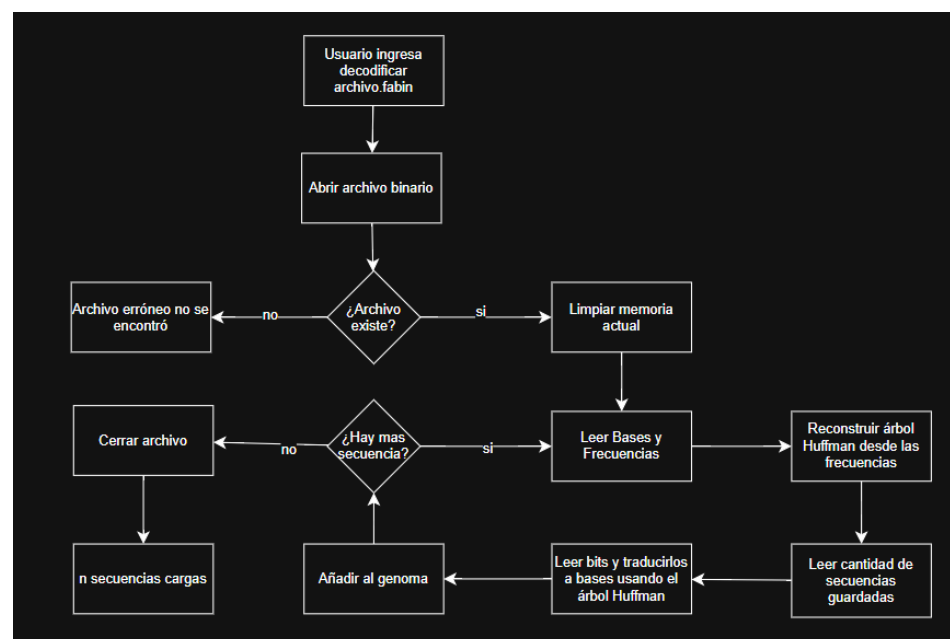 Usuario ingresa
decodificar
archivo.fabin
Abrir archivo binario
¿Archivo
existe?
no
Archivo erróneo no se
encontró
si
Limpiar memoria
actual
Leer Bases y
Frecuencias
Reconstruir árbol
Huffman desde las
frecuencias
Leer cantidad de
secuencias
guardadas
Leer bits y traducirlos
a bases usando el
árbol Huffman
Añadir al genoma
¿Hay mas
secuencia?
si
no
Cerrar archivo
n secuencias cargas